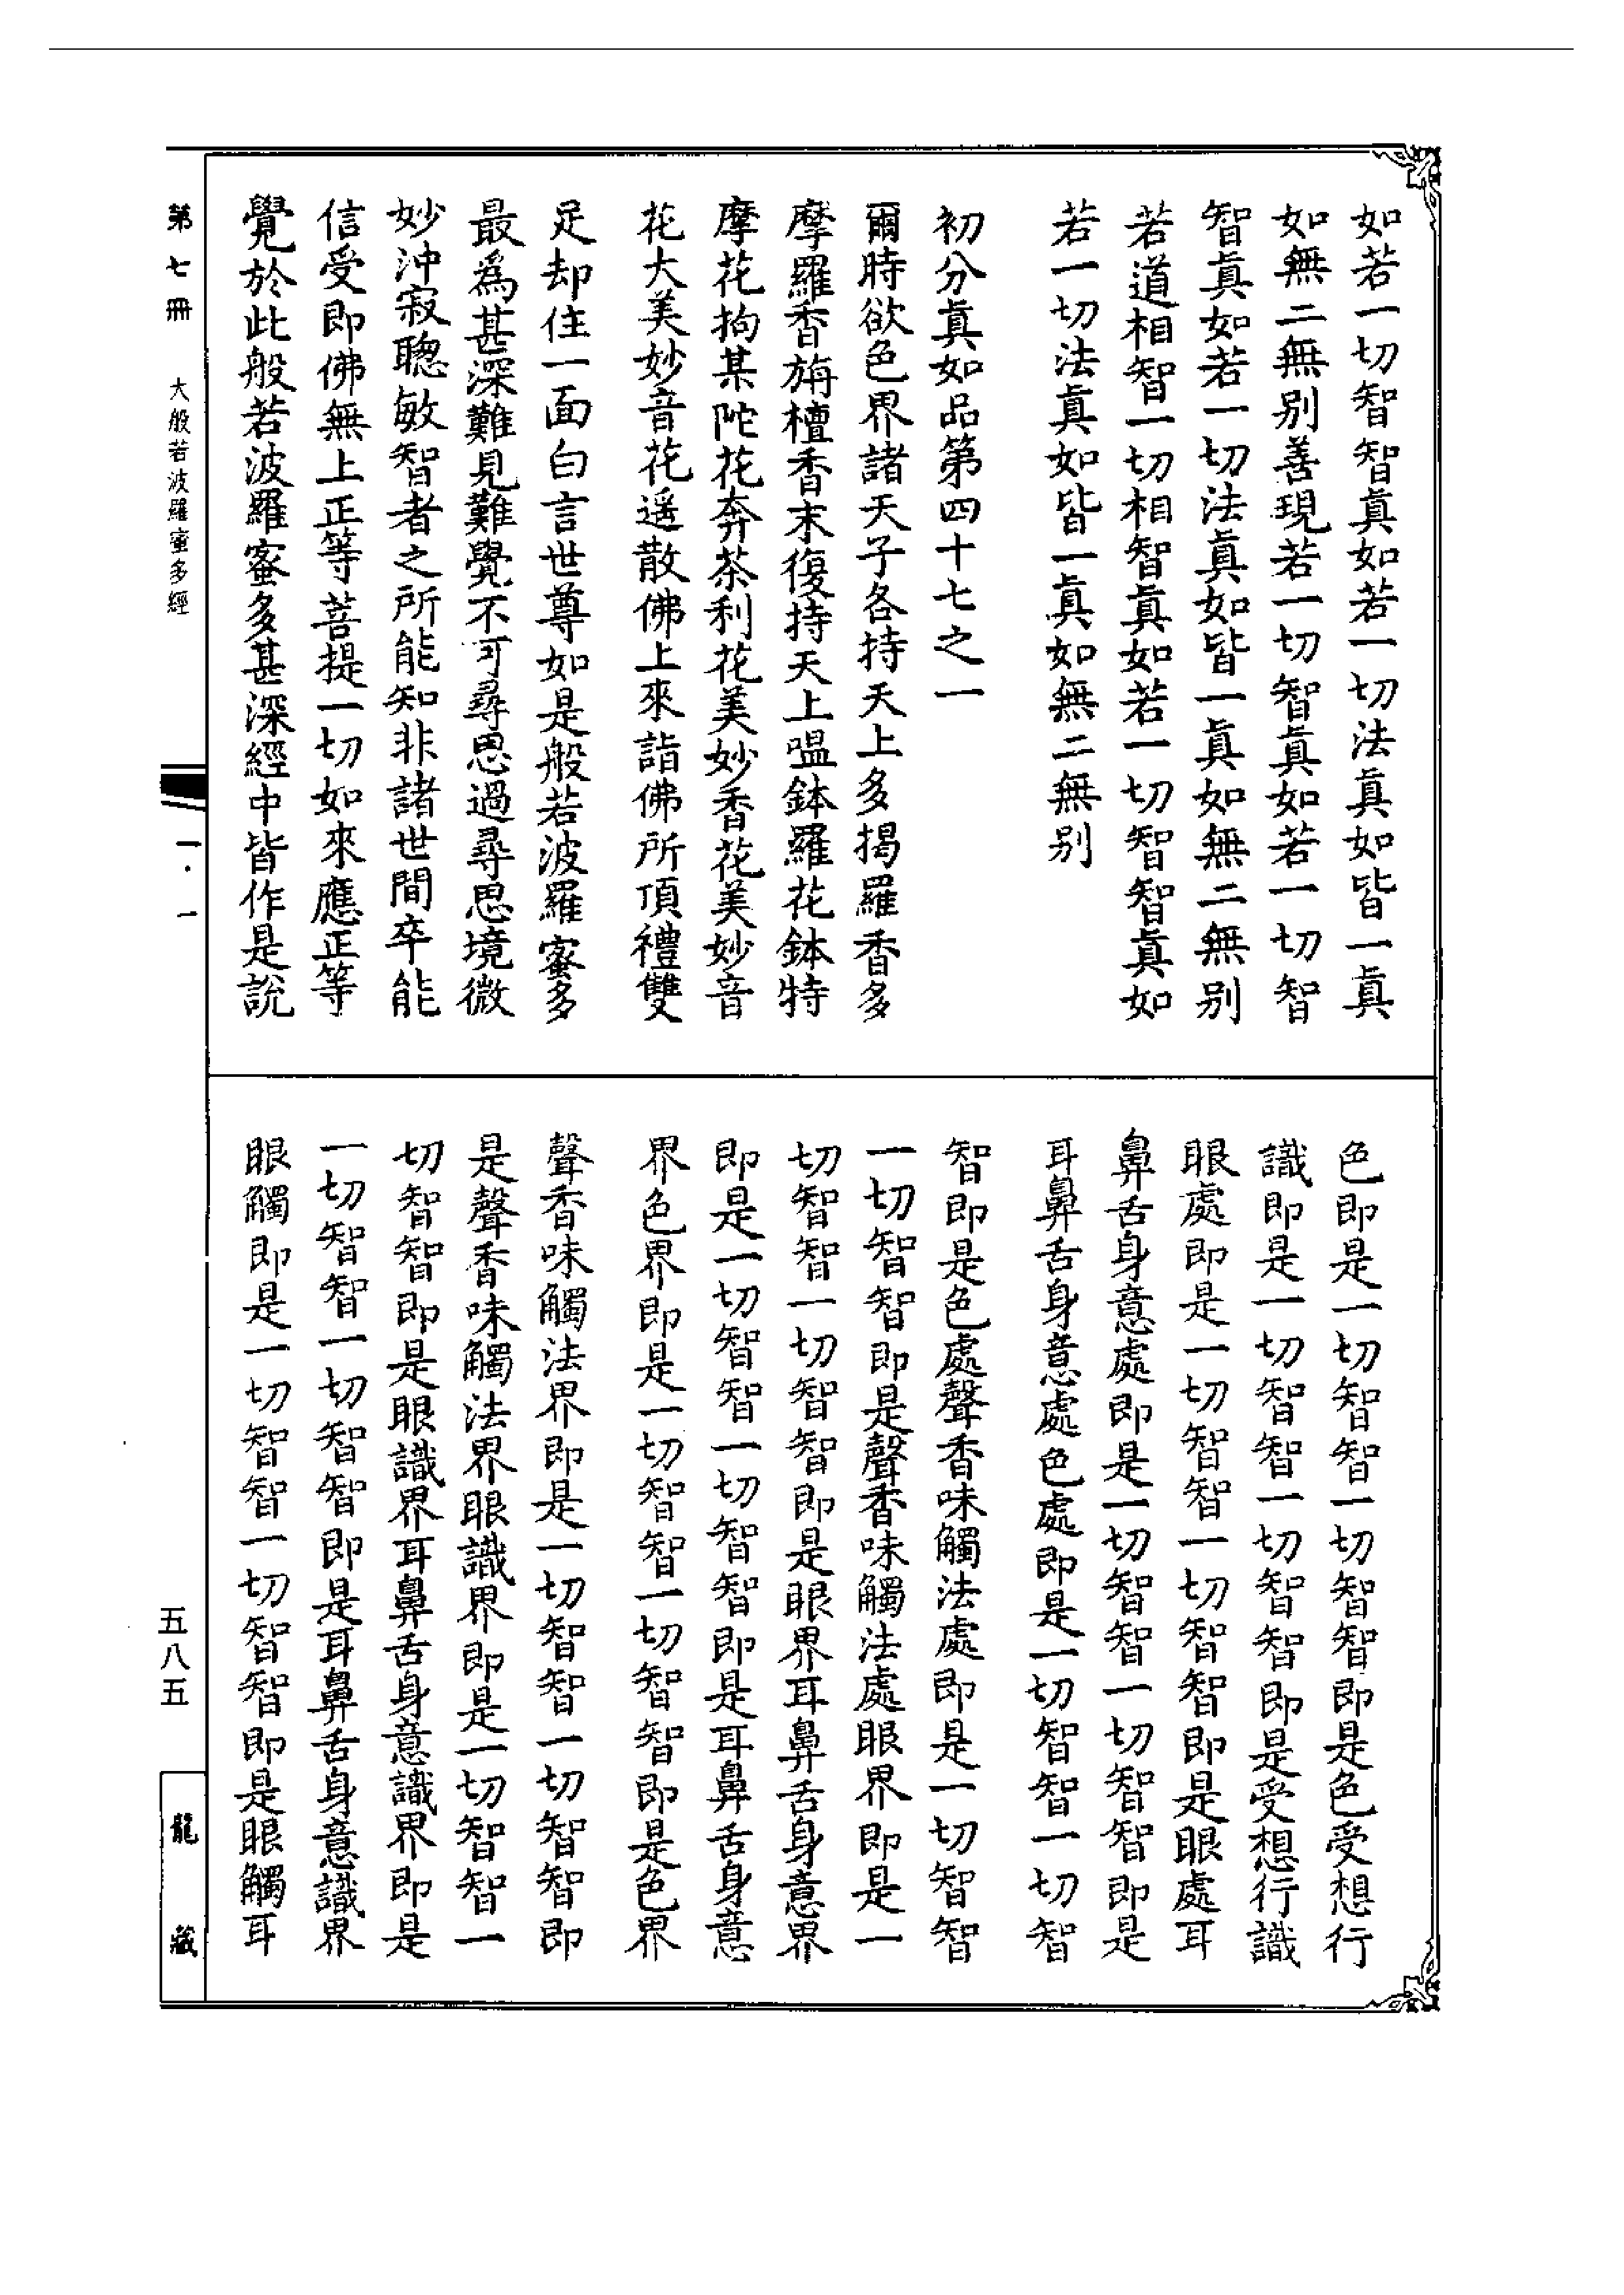 如若一切智智真如若一切法真如皆一真
如無二無別善現若一切智真如若一切智
智真如若一切法真如皆一真如無二無別
若道相智一切相智真如若一切智智真如
若一切法真如皆一真如無二無別
初分真如品第四十七之一
爾時欲色界諸天子各持天上多揭羅香多
摩羅香旃檀香末復持天上嗢鉢羅花鉢特
摩花拘某陀花奔茶利花美妙香花美妙音
花大美妙音花遥散佛上來詣佛所頂禮雙
足却住一面白言世尊如是般若波羅蜜多
最為甚深難見難覺不可尋思過尋思境微
妙沖寂聰敏智者之所能知非諸世間卒能
信受即佛無上正等菩提一切如來應正等
覺於此般若波羅蜜多甚深經中皆作是說
色即是一切智智一切智智即是色受想行
識即是一切智智一切智智即是受想行識
眼處即是一切智智一切智智即是眼處耳
鼻舌身意處即是一切智智一切智智即是
耳鼻舌身意處色處即是一切智智一切智
智即是色處聲香味觸法處即是一切智智
一切智智即是聲香味觸法處眼界即是一
切智智一切智智即是眼界耳鼻舌身意界
即是一切智智一切智智即是耳鼻舌身意
界色界即是一切智智一切智智即是色界
聲香味觸法界即是一切智智一切智智即
是聲香味觸法界眼識界即是一切智智一
切智智即是眼識界耳鼻舌身意識界即是
一切智智一切智智即是耳鼻舌身意識界
眼觸即是一切智智一切智智即是眼觸耳
第七冊 大般若波羅蜜多經
一・一
五八五
龍藏